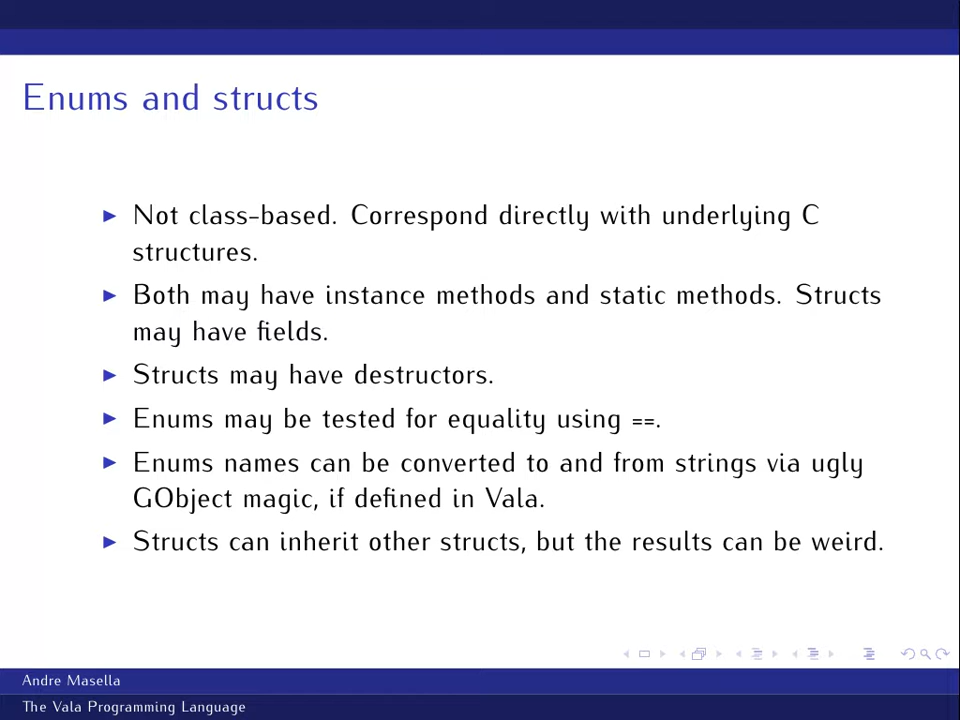 Enums and structs
Not class-based. Correspond directly with underlying C
structures.
Both may have instance methods and static methods. Structs
may have fields.
Structs may have destructors.
Enums may be tested for equality using ==.
Enums names can be converted to and from strings via ugly
GObject magic, if defined in Vala.
Structs can inherit other structs, but the results can be weird.
Andre Masella
The Vala Programming Language